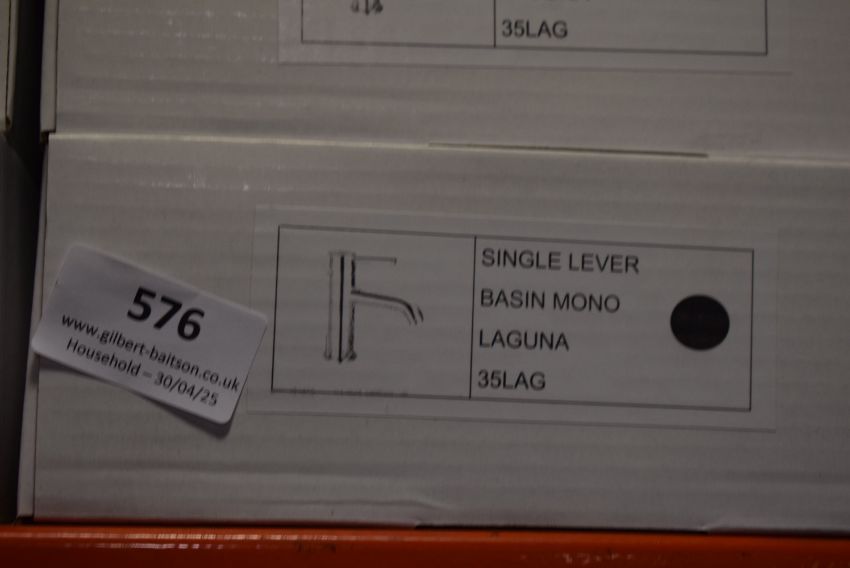 35LAG
SINGLE LEVER
BASIN MONO
LAGUNA
35LAG
576
www.gilbert-baitson.co.uk
Household – 30/04/25